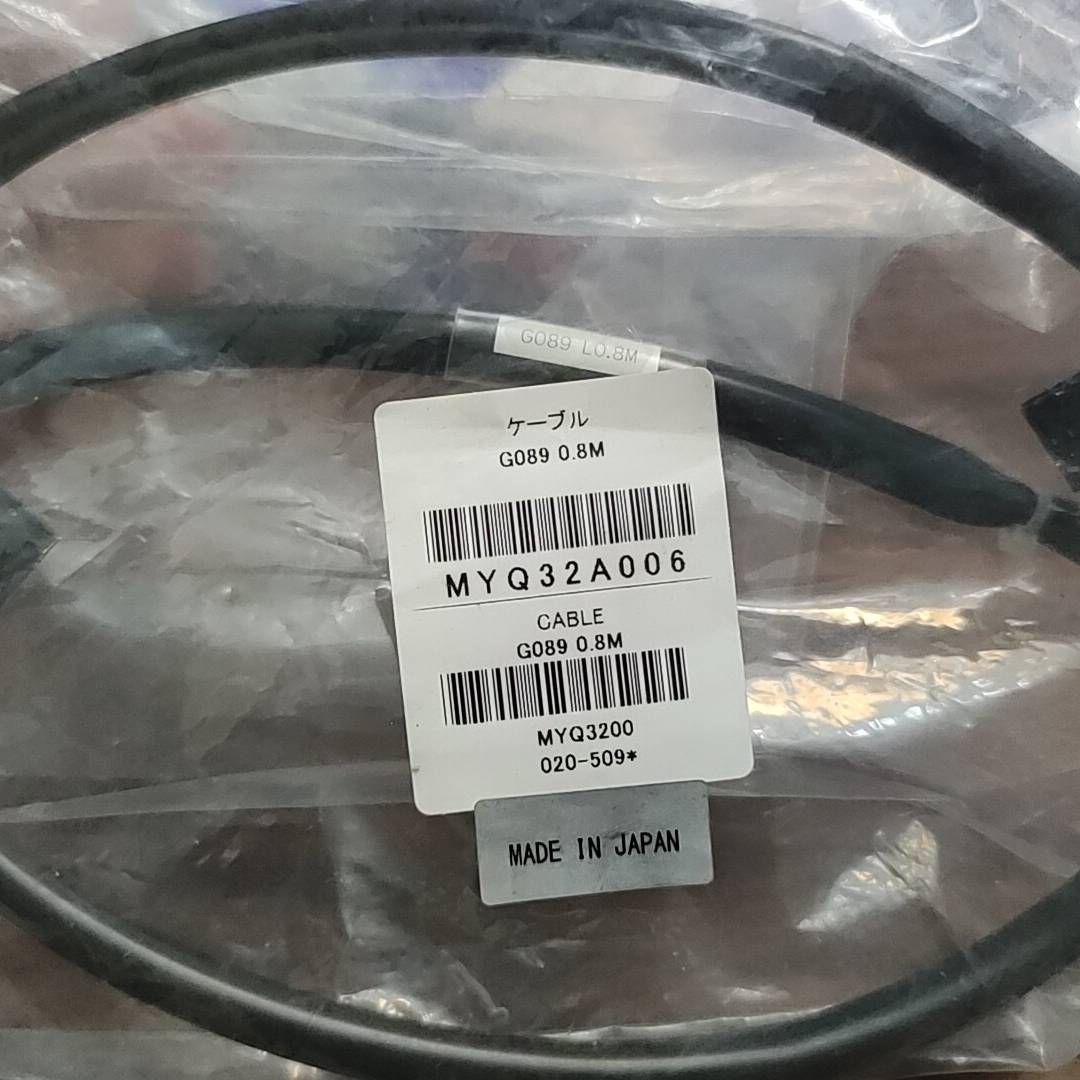 G089 L0.8M
ケーブル
G089 0.8M
MYQ32A006
CABLE
G089 0.8M
MYQ3200
020-509*
MADE IN JAPAN